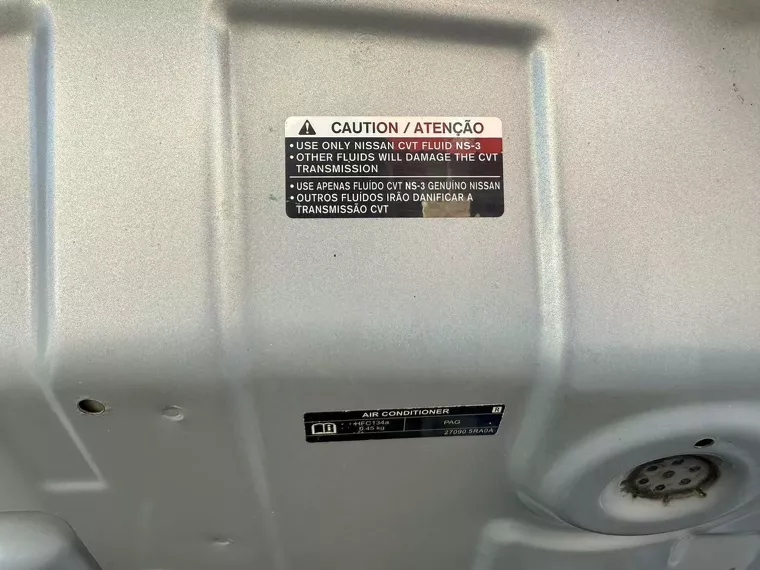 CAUTION / ATENÇÃO
• USE ONLY NISSAN CVT FLUID NS-3
• OTHER FLUIDS WILL DAMAGE THE CVT
TRANSMISSION
• USE APENAS FLUÍDO CVT NS-3 GENUÍNO NISSAN
• OUTROS FLUÍDOS IRÃO DANIFICAR A
TRANSMISSÃO CVT
AIR CONDITIONER R
HFC134a PAG
0.45 kg 27090 5RA0A